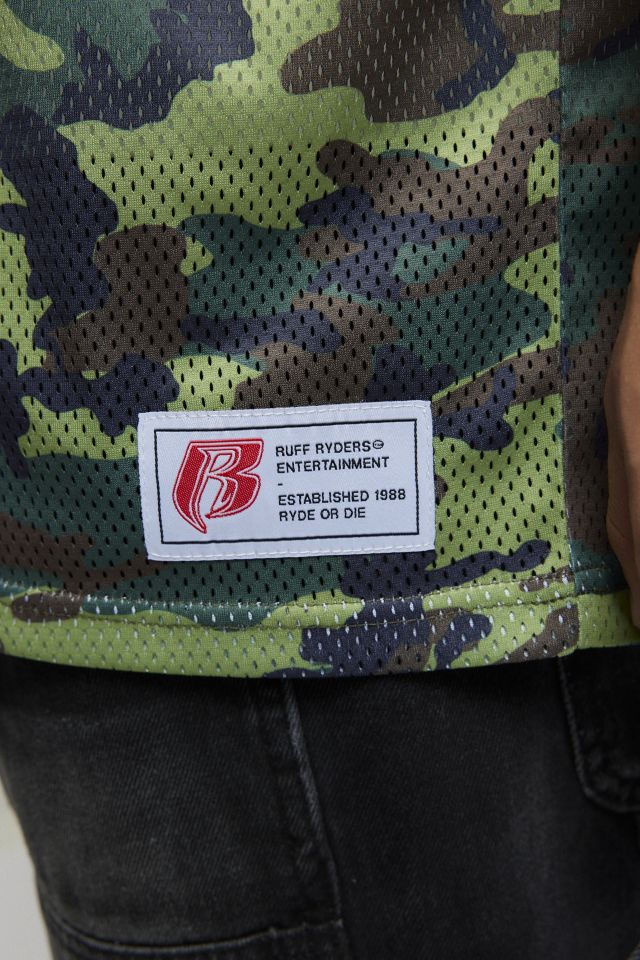 RUFF RYDERS©
ENTERTAINMENT
-
ESTABLISHED 1988
RYDE OR DIE
R